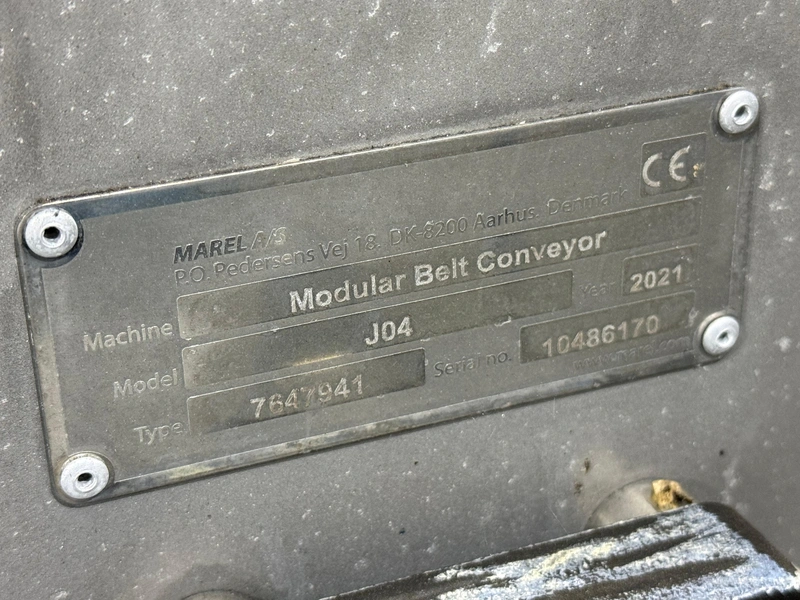 CE
MAREL A/S
P.O. Pedersens Vej 18, DK-8200 Aarhus, Denmark
Machine Modular Belt Conveyor
Model J04 Year 2021
Type 7647941 Serial no. 10486170